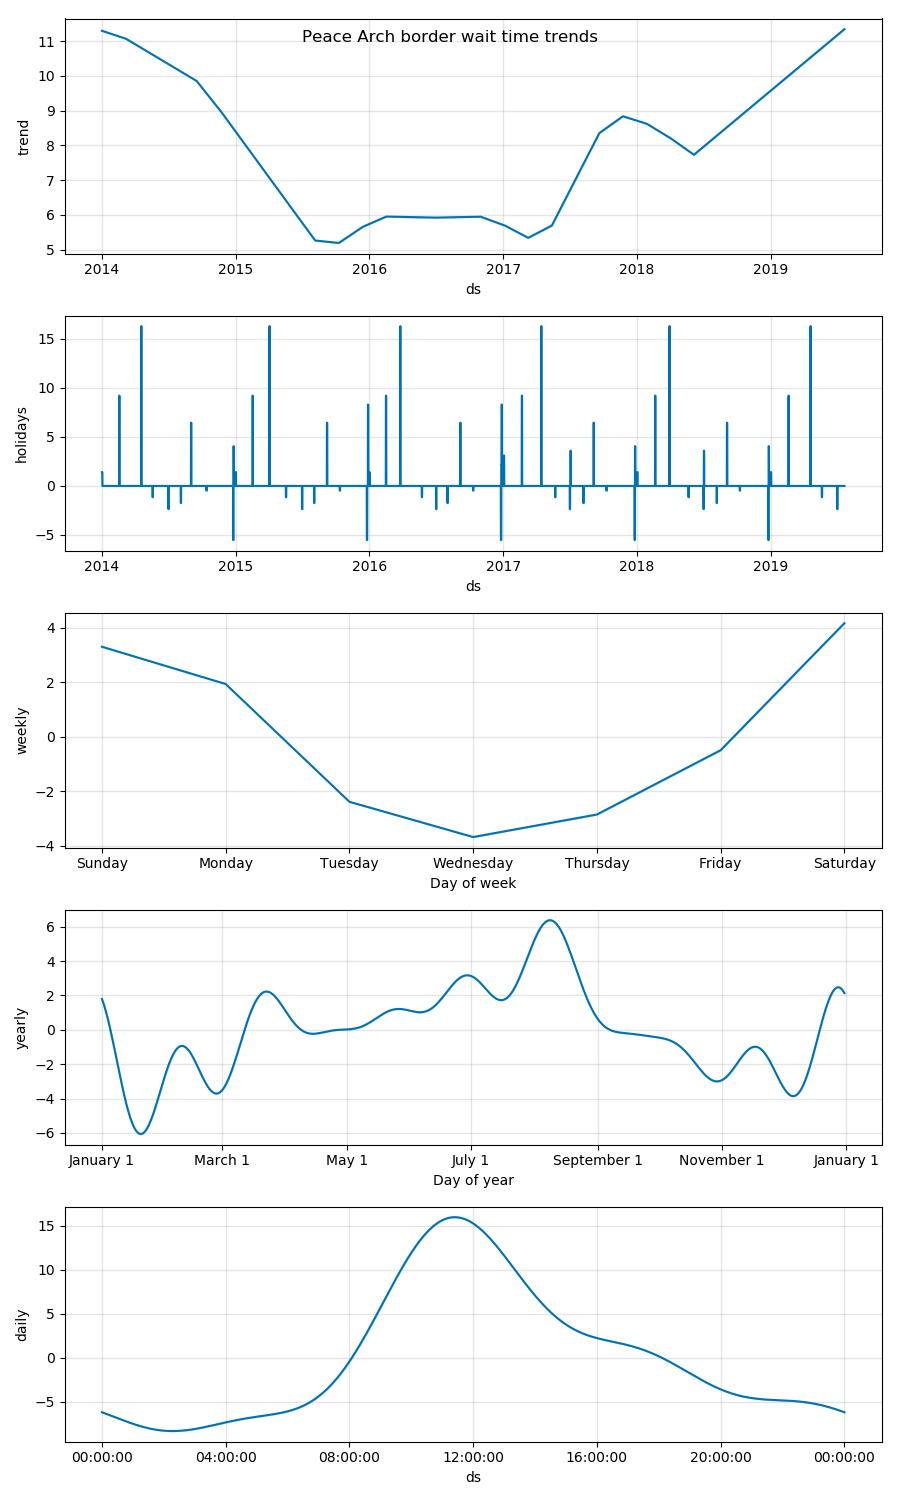 Peace Arch border wait time trends
11
10
9
8
7
6
5
trend
2014 2015 2016 2017 2018 2019
ds
15
10
5
0
−5
holidays
2014 2015 2016 2017 2018 2019
ds
4
2
0
−2
−4
weekly
Sunday Monday Tuesday Wednesday Thursday Friday Saturday
Day of week
6
4
2
0
−2
−4
−6
yearly
January 1 March 1 May 1 July 1 September 1 November 1 January 1
Day of year
15
10
5
0
−5
daily
00:00:00 04:00:00 08:00:00 12:00:00 16:00:00 20:00:00 00:00:00
ds